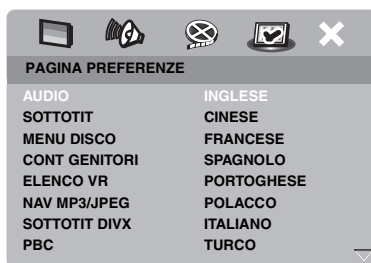 PAGINA PREFERENZE
AUDIO INGLESE
SOTTOTIT CINESE
MENU DISCO FRANCESE
CONT GENITORI SPAGNOLO
ELENCO VR PORTOGHESE
NAV MP3/JPEG POLACCO
SOTTOTIT DIVX ITALIANO
PBC TURCO